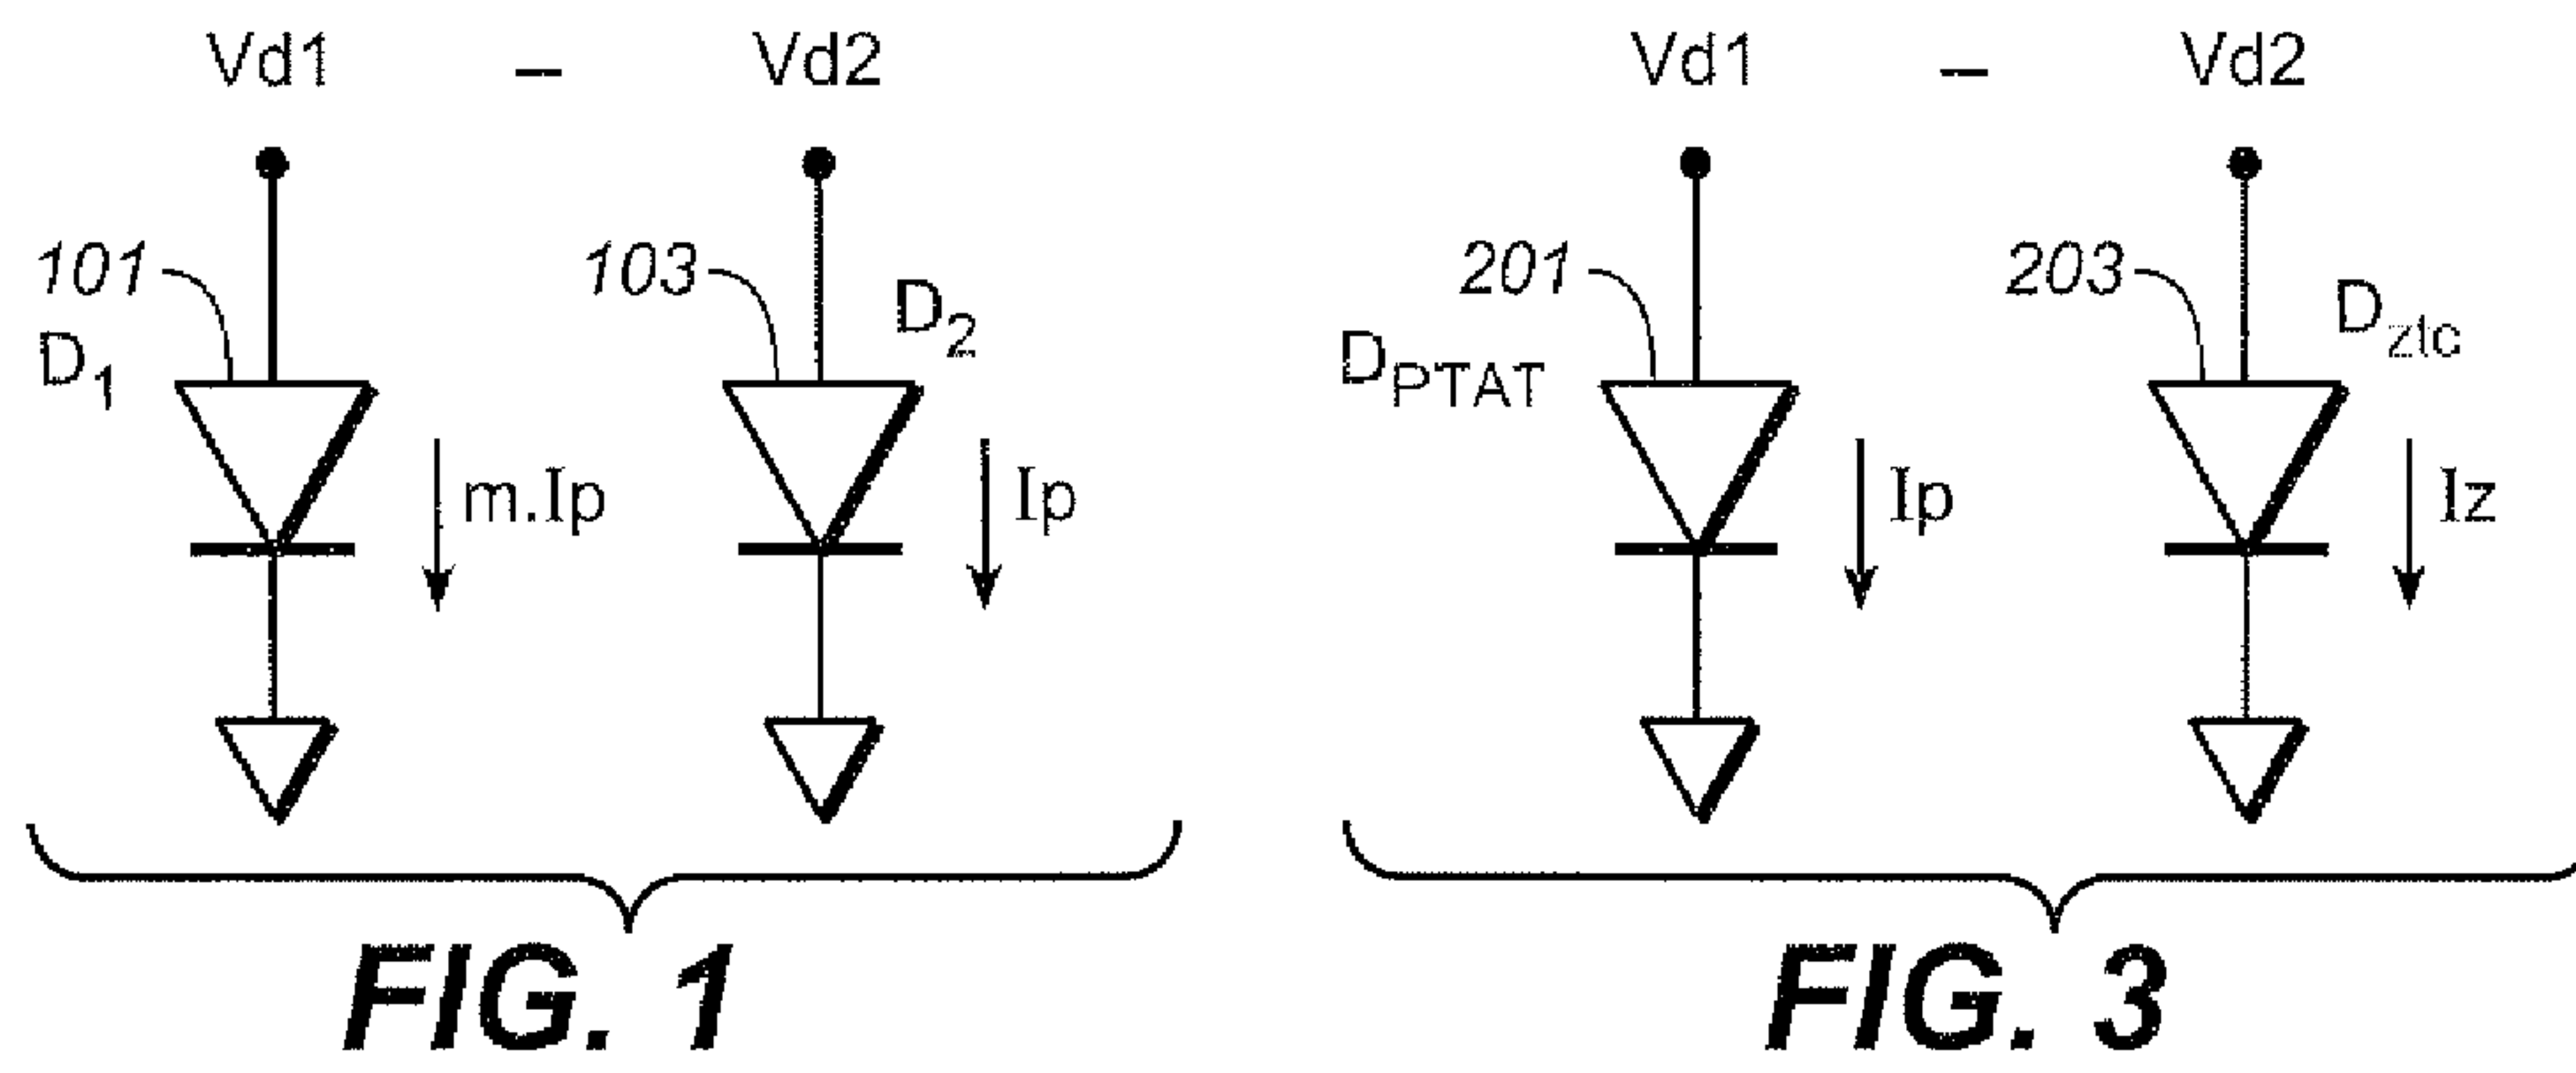 Vd1 – Vd2
101
D1
103
D2
m.Ip
Ip
FIG. 1
Vd1 – Vd2
201
DPTAT
203
Dztc
Ip
Iz
FIG. 3